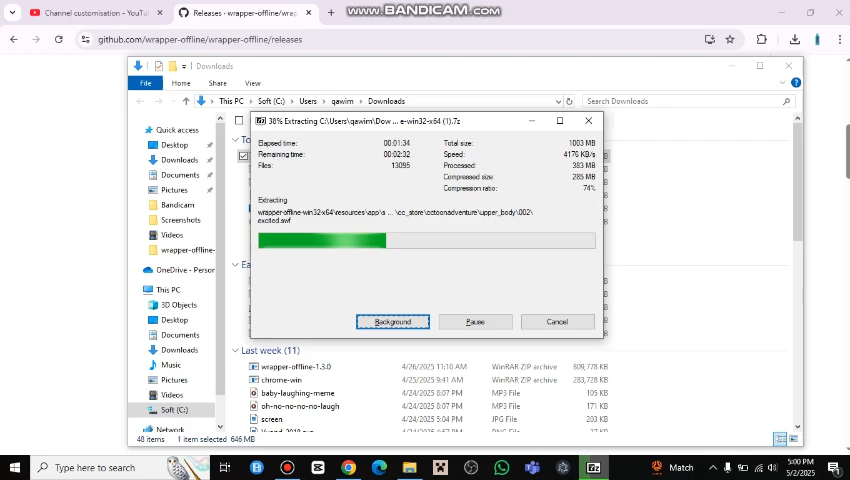 Channel customisation - YouTu
Releases · wrapper-offline/wrapp
www.BANDICAM.com
github.com/wrapper-offline/wrapper-offline/releases
Downloads
File Home Share View
This PC > Soft (C:) > Users > qawim > Downloads
Search Downloads
38% Extracting C:\Users\qawim\Dow ... e-win32-x64 (1).7z
Elapsed time: 00:01:34 Total size: 1003 MB
Remaining time: 00:02:32 Speed: 4176 KB/s
Files: 13095 Processed: 383 MB
Compressed size: 285 MB
Compression ratio: 74%
Extracting
wrapper-offline-win32-x64\resources\app\s ... \cc_store\cctoonadventure\upper_body\002\
excited.swf
Background Pause Cancel
Quick access
Desktop
Downloads
Documents
Pictures
Bandicam
Screenshots
Videos
wrapper-offline-
OneDrive - Person
This PC
3D Objects
Desktop
Documents
Downloads
Music
Pictures
Videos
Soft (C:)
Last week (11)
wrapper-offline-1.3.0 4/26/2025 11:10 AM WinRAR ZIP archive 809,778 KB
chrome-win 4/25/2025 9:41 AM WinRAR ZIP archive 283,728 KB
baby-laughing-meme 4/24/2025 8:07 PM MP3 File 105 KB
oh-no-no-no-no-laugh 4/24/2025 8:07 PM MP3 File 171 KB
screen 4/24/2025 5:04 PM JPG File 203 KB
48 items 1 item selected 646 MB
Type here to search
Match
5:00 PM
5/2/2025